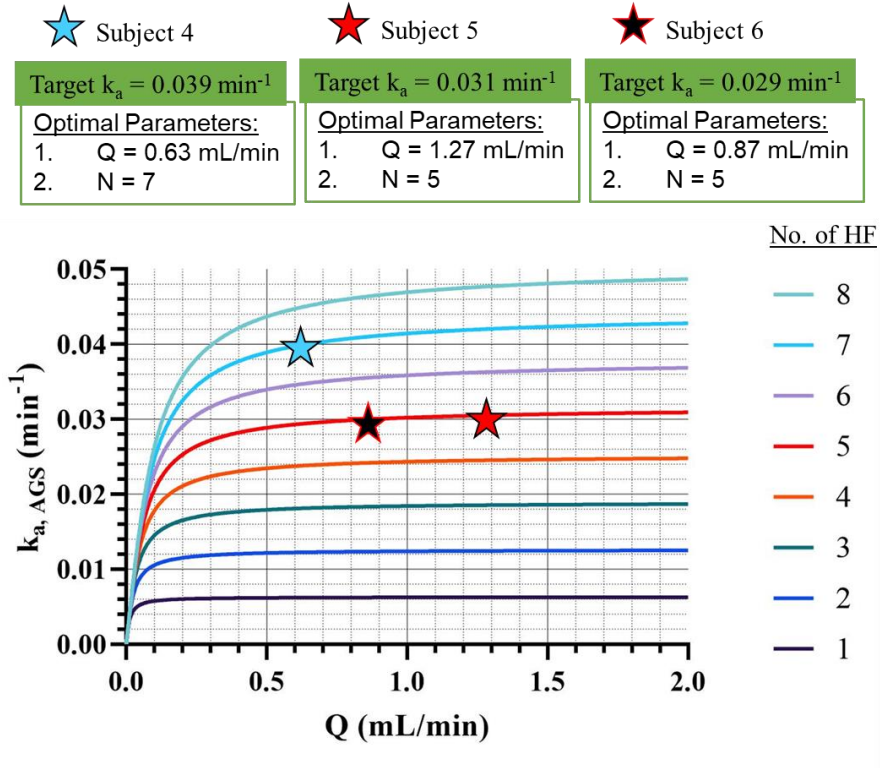 Subject 4
Subject 5
Subject 6
Target kₐ = 0.039 min⁻¹
Target kₐ = 0.031 min⁻¹
Target kₐ = 0.029 min⁻¹
Optimal Parameters:
1. Q = 0.63 mL/min
2. N = 7
Optimal Parameters:
1. Q = 1.27 mL/min
2. N = 5
Optimal Parameters:
1. Q = 0.87 mL/min
2. N = 5
No. of HF
8
7
6
5
4
3
2
1
kₐ, AGS (min⁻¹)
0.05
0.04
0.03
0.02
0.01
0.00
0.0 0.5 1.0 1.5 2.0
Q (mL/min)